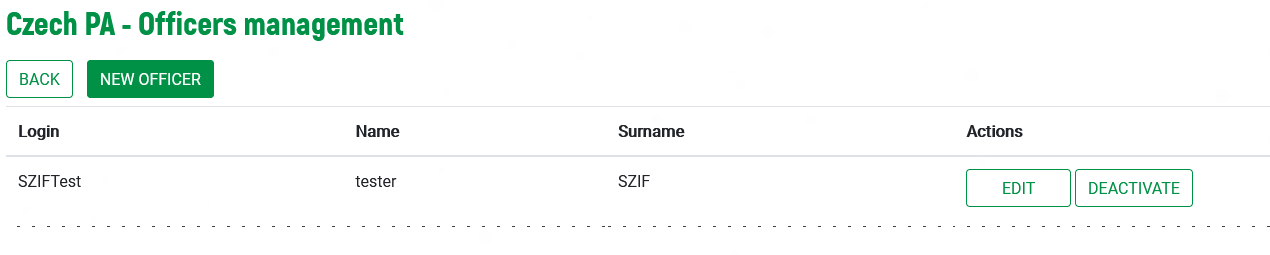 Czech PA - Officers management
BACK NEW OFFICER
Login Name Surname Actions
SZIFTest tester SZIF EDIT DEACTIVATE